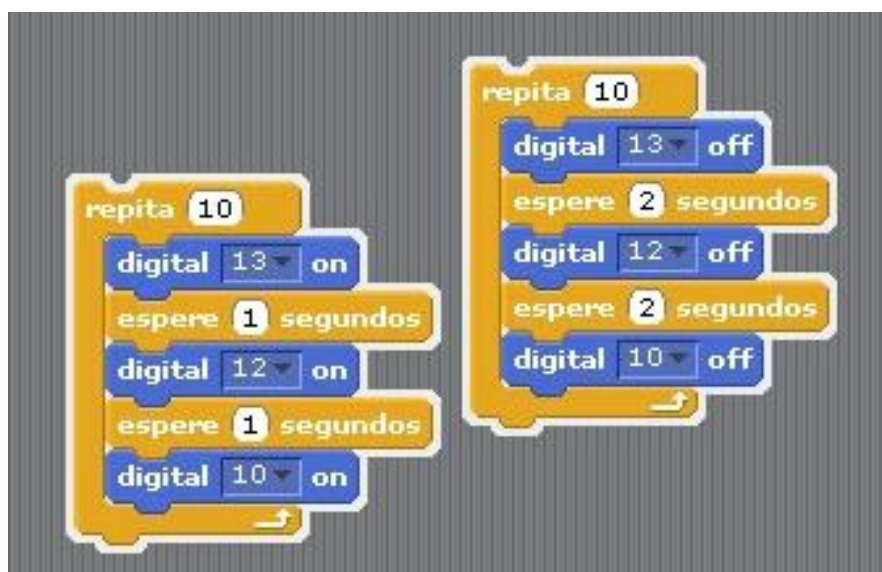 repita 10
digital 13 on
espere 1 segundos
digital 12 on
espere 1 segundos
digital 10 on
repita 10
digital 13 off
espere 2 segundos
digital 12 off
espere 2 segundos
digital 10 off